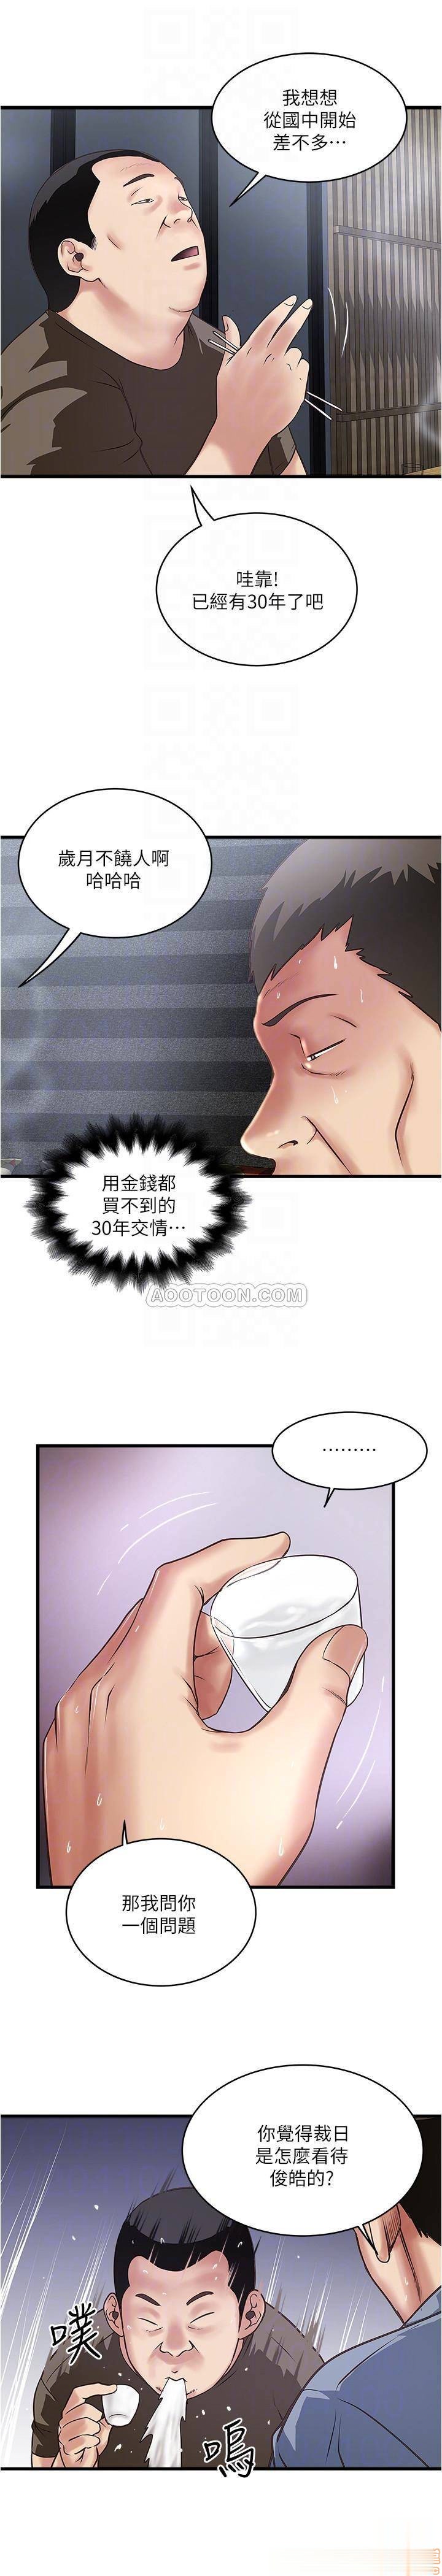 我想想
從國中開始
差不多…
哇靠!
已經有30年了吧
歲月不饒人啊
哈哈哈
用金錢都
買不到的
30年交情…
AOOTOON.COM
………
那我問你
一個問題
你覺得裁日
是怎麼看待
俊皓的?
噗
嗚